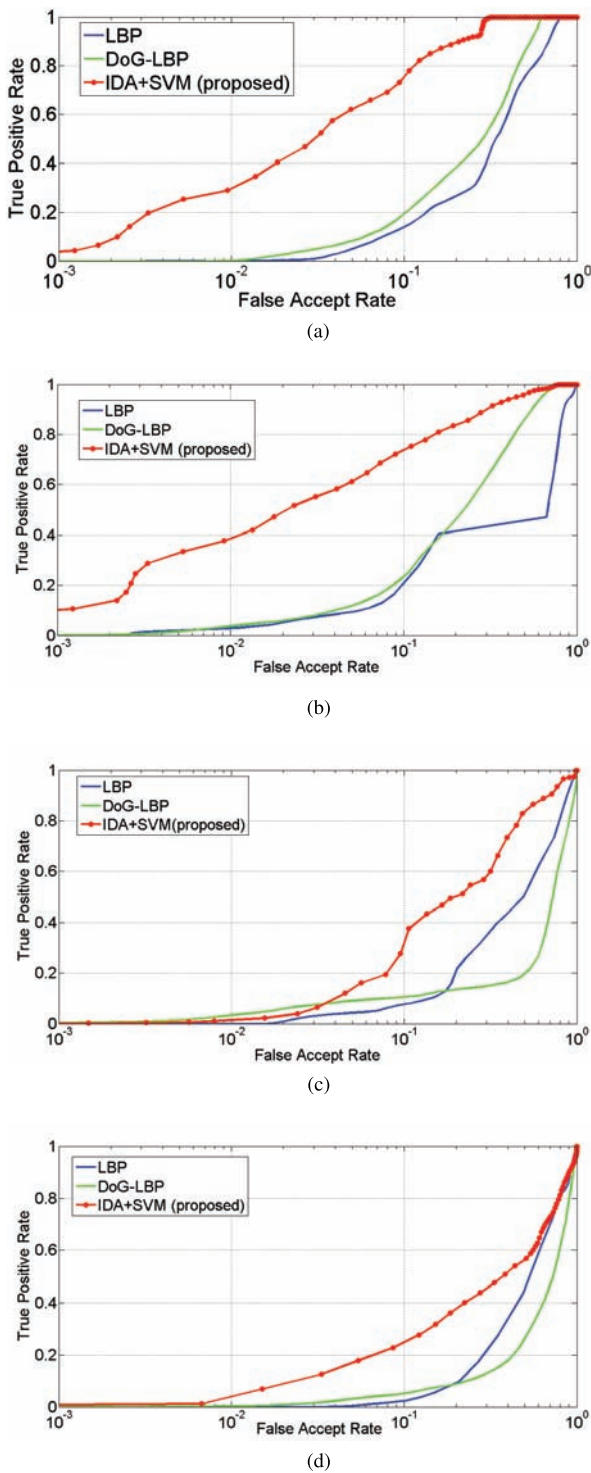 True Positive Rate
1
0.8
0.6
0.4
0.2
0
LBP
DoG-LBP
IDA+SVM (proposed)
10^-3
10^-2
10^-1
10^0
False Accept Rate
(a)
True Positive Rate
1
0.8
0.6
0.4
0.2
0
LBP
DoG-LBP
IDA+SVM (proposed)
10^-3
10^-2
10^-1
10^0
False Accept Rate
(b)
True Positive Rate
1
0.8
0.6
0.4
0.2
0
LBP
DoG-LBP
IDA+SVM(proposed)
10^-3
10^-2
10^-1
10^0
False Accept Rate
(c)
True Positive Rate
1
0.8
0.6
0.4
0.2
0
LBP
DoG-LBP
IDA+SVM (proposed)
10^-3
10^-2
10^-1
10^0
False Accept Rate
(d)